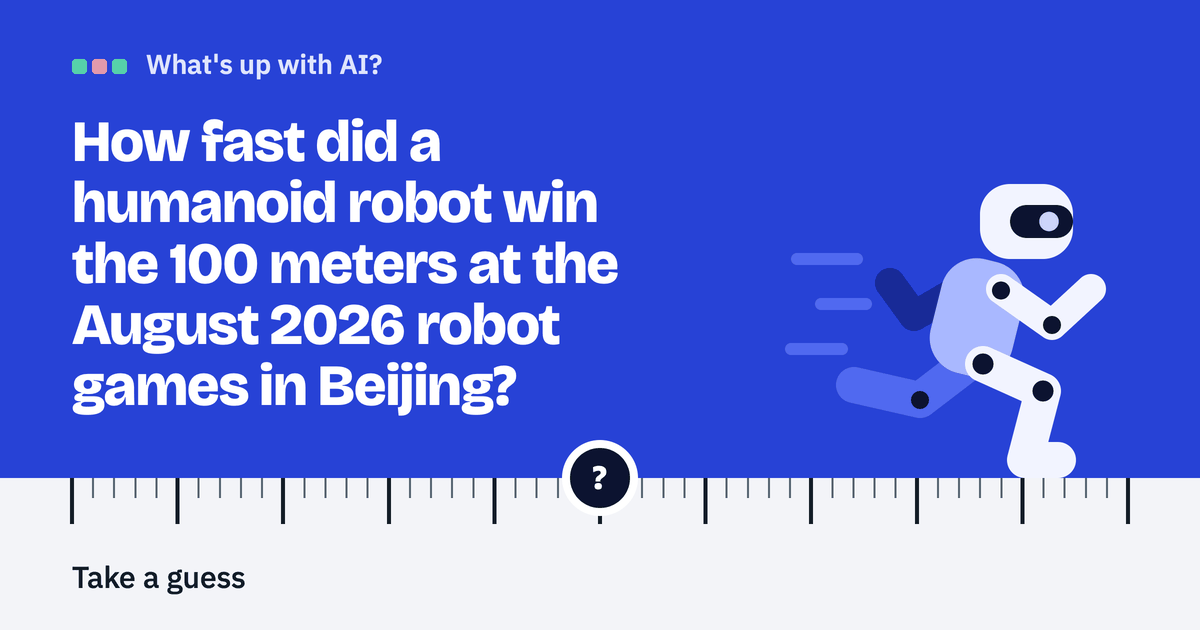 What's up with AI?
How fast did a
humanoid robot win
the 100 meters at the
August 2026 robot
games in Beijing?
?
Take a guess